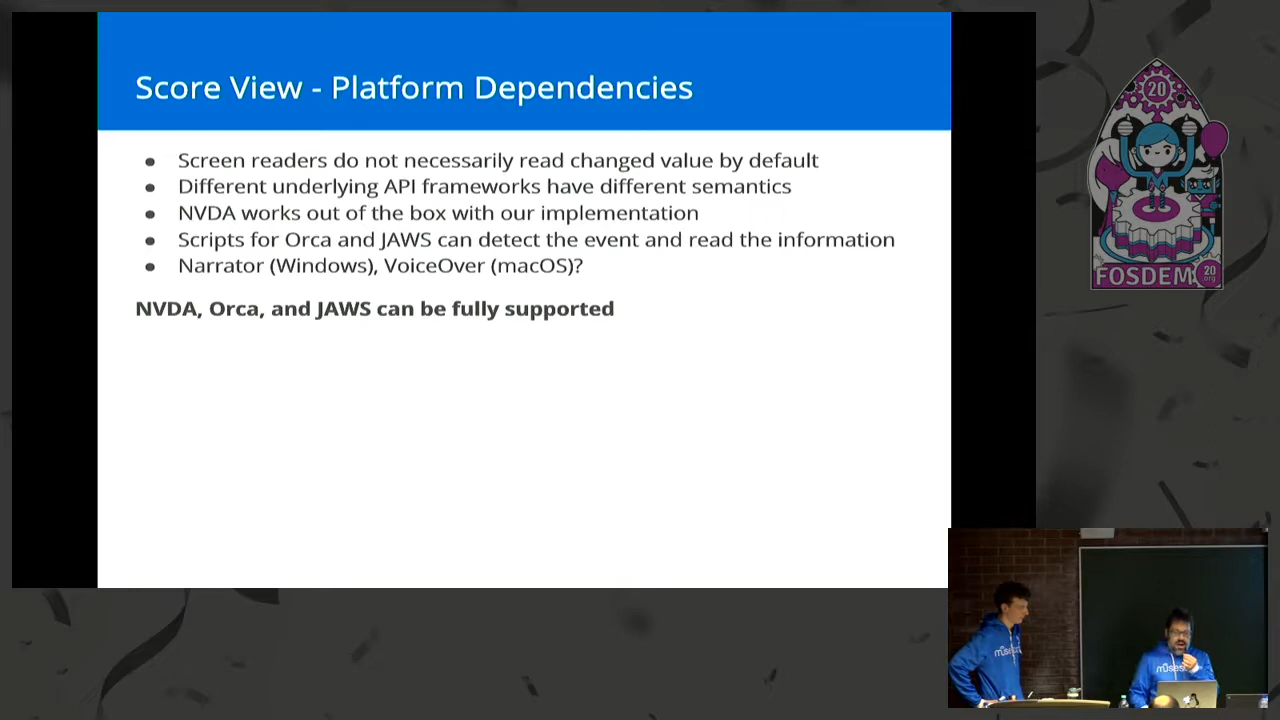 Score View - Platform Dependencies
Screen readers do not necessarily read changed value by default
Different underlying API frameworks have different semantics
NVDA works out of the box with our implementation
Scripts for Orca and JAWS can detect the event and read the information
Narrator (Windows), VoiceOver (macOS)?
NVDA, Orca, and JAWS can be fully supported
20
FOSDEM
20
.org